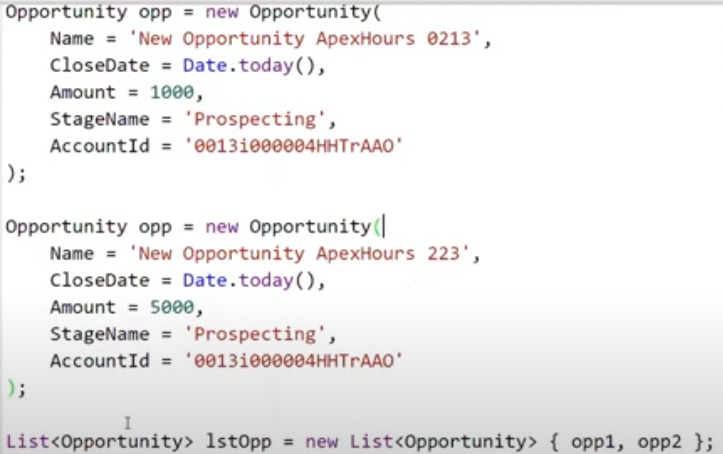 Opportunity opp = new Opportunity(
    Name = 'New Opportunity ApexHours 0213',
    CloseDate = Date.today(),
    Amount = 1000,
    StageName = 'Prospecting',
    AccountId = '0013i000004HHTrAAO'
);
Opportunity opp = new Opportunity(
    Name = 'New Opportunity ApexHours 223',
    CloseDate = Date.today(),
    Amount = 5000,
    StageName = 'Prospecting',
    AccountId = '0013i000004HHTrAAO'
);
List<Opportunity> lstOpp = new List<Opportunity> { opp1, opp2 };